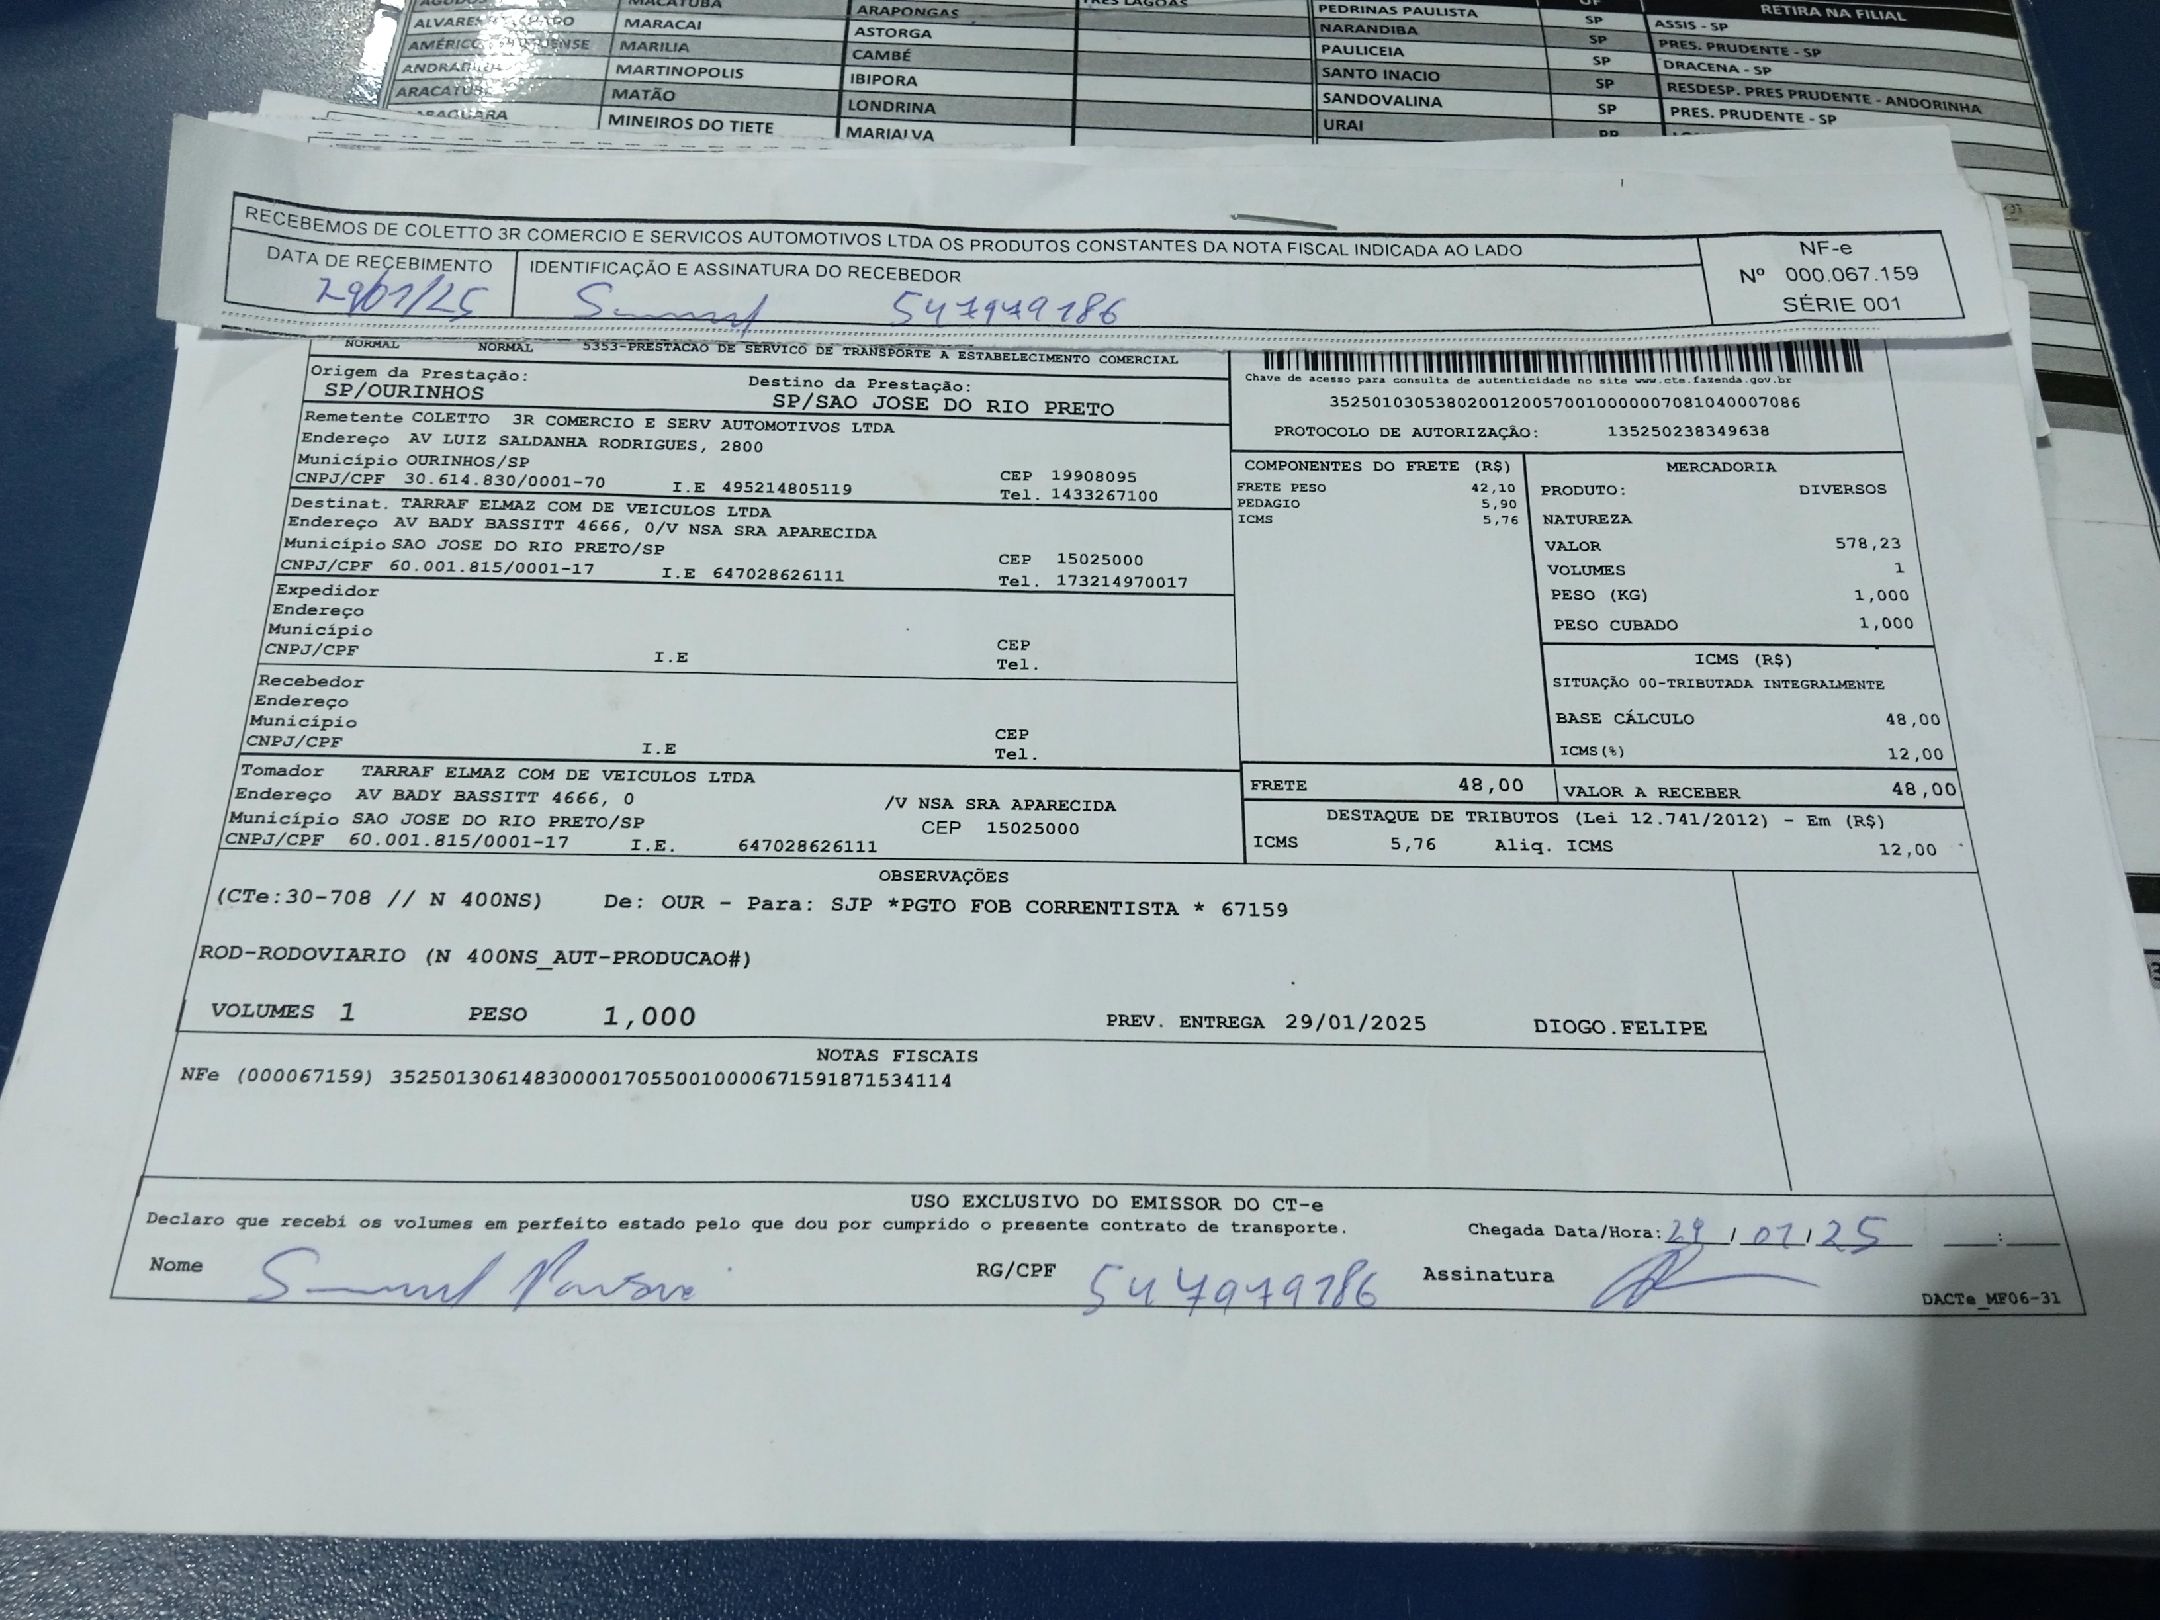 MACATUBA
ARAPONGAS
PEDRINAS PAULISTA
RETIRA NA FILIAL
MARACAI
ASTORGA
NARANDIBA
SP
ASSIS - SP
MARILIA
CAMBÉ
PAULICEIA
SP
PRES. PRUDENTE - SP
MARTINOPOLIS
IBIPORA
SANTO INACIO
SP
DRACENA - SP
MATÃO
LONDRINA
SANDOVALINA
SP
RESDESP. PRES PRUDENTE - ANDORINHA
MINEIROS DO TIETE
MARIALVA
URAI
SP
PRES. PRUDENTE - SP
RECEBEMOS DE COLETTO 3R COMERCIO E SERVICOS AUTOMOTIVOS LTDA OS PRODUTOS CONSTANTES DA NOTA FISCAL INDICADA AO LADO
NF-e
Nº 000.067.159
SÉRIE 001
DATA DE RECEBIMENTO
IDENTIFICAÇÃO E ASSINATURA DO RECEBEDOR
29/01/25
Samuel 547979186
NORMAL NORMAL 5353-PRESTACAO DE SERVICO DE TRANSPORTE A ESTABELECIMENTO COMERCIAL
Chave de acesso para consulta de autenticidade no site www.cte.fazenda.gov.br
35250103053802001200570010000007081040007086
PROTOCOLO DE AUTORIZAÇÃO: 135250238349638
Origem da Prestação:
SP/OURINHOS
Destino da Prestação:
SP/SAO JOSE DO RIO PRETO
Remetente COLETTO 3R COMERCIO E SERV AUTOMOTIVOS LTDA
Endereço AV LUIZ SALDANHA RODRIGUES, 2800
Município OURINHOS/SP
CEP 19908095
CNPJ/CPF 30.614.830/0001-70 I.E 495214805119
Tel. 1433267100
Destinat. TARRAF ELMAZ COM DE VEICULOS LTDA
Endereço AV BADY BASSITT 4666, 0/V NSA SRA APARECIDA
Município SAO JOSE DO RIO PRETO/SP
CEP 15025000
CNPJ/CPF 60.001.815/0001-17 I.E 647028626111
Tel. 173214970017
Expedidor
Endereço
Município
CEP
CNPJ/CPF I.E
Tel.
Recebedor
Endereço
Município
CEP
CNPJ/CPF I.E
Tel.
Tomador TARRAF ELMAZ COM DE VEICULOS LTDA
Endereço AV BADY BASSITT 4666, 0 /V NSA SRA APARECIDA
Município SAO JOSE DO RIO PRETO/SP CEP 15025000
CNPJ/CPF 60.001.815/0001-17 I.E. 647028626111
COMPONENTES DO FRETE (R$)
FRETE PESO 42,10
PEDAGIO 5,90
ICMS 5,76
MERCADORIA
PRODUTO: DIVERSOS
NATUREZA
VALOR 578,23
VOLUMES 1
PESO (KG) 1,000
PESO CUBADO 1,000
ICMS (R$)
SITUAÇÃO 00-TRIBUTADA INTEGRALMENTE
BASE CÁLCULO 48,00
ICMS(%) 12,00
FRETE 48,00
VALOR A RECEBER 48,00
DESTAQUE DE TRIBUTOS (Lei 12.741/2012) - Em (R$)
ICMS 5,76 Aliq. ICMS 12,00
OBSERVAÇÕES
(CTe:30-708 // N 400NS) De: OUR - Para: SJP *PGTO FOB CORRENTISTA * 67159
ROD-RODOVIARIO (N 400NS_AUT-PRODUCAO#)
VOLUMES 1 PESO 1,000 PREV. ENTREGA 29/01/2025 DIOGO.FELIPE
NOTAS FISCAIS
NFe (000067159) 35250130614830000170550010000671591871534114
USO EXCLUSIVO DO EMISSOR DO CT-e
Declaro que recebi os volumes em perfeito estado pelo que dou por cumprido o presente contrato de transporte.
Chegada Data/Hora: 29/01/25 :
Nome Samuel
RG/CPF 547979186
Assinatura
DACTe_MF06-31